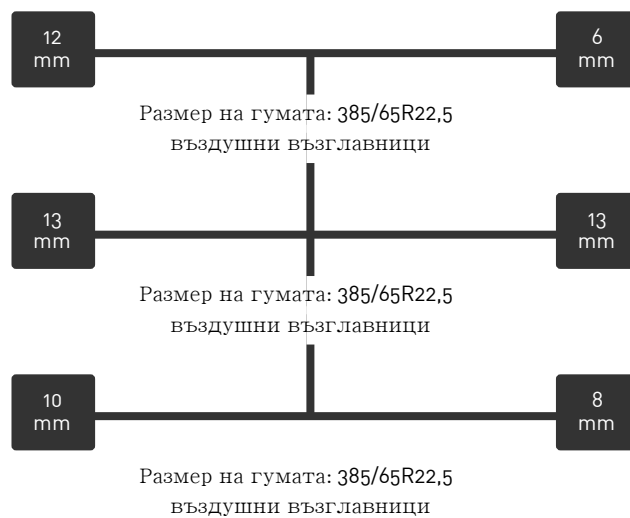 12
mm
6
mm
Размер на гумата: 385/65R22,5
въздушни възглавници
13
mm
13
mm
Размер на гумата: 385/65R22,5
въздушни възглавници
10
mm
8
mm
Размер на гумата: 385/65R22,5
въздушни възглавници